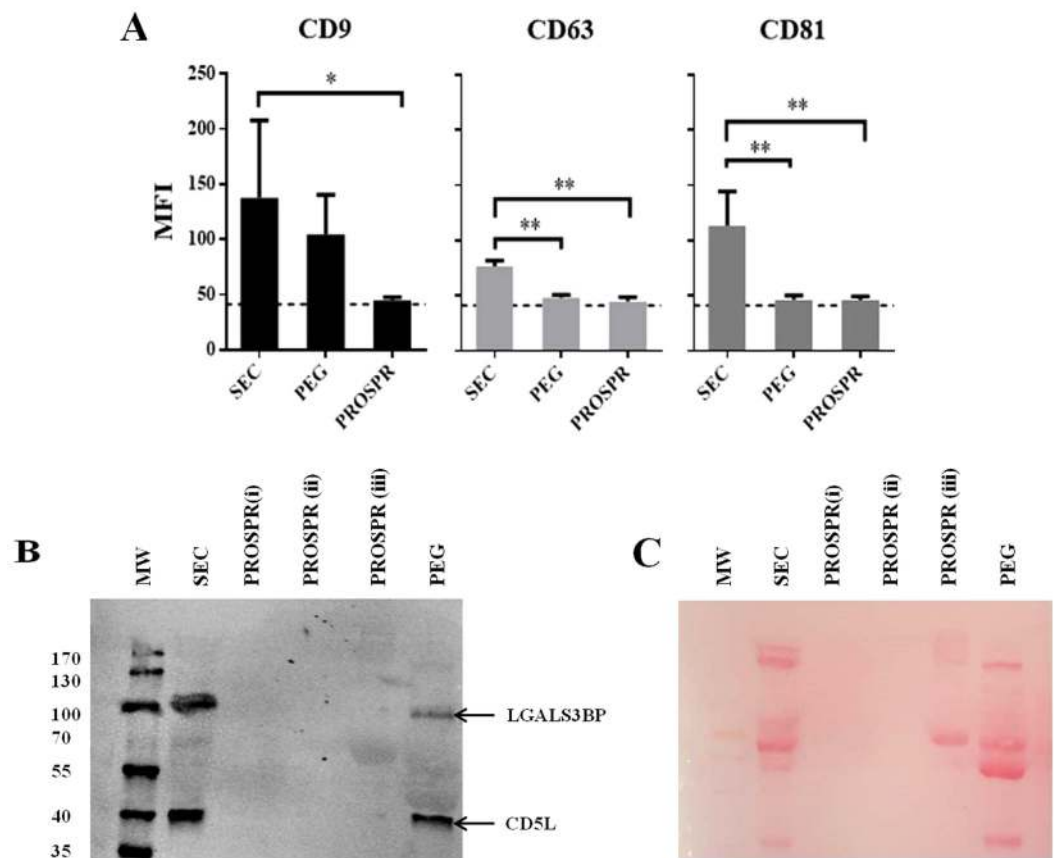 A
CD9 CD63 CD81
MFI
250
200
150
100
50
0
* ** ** ** **
SEC PEG PROSPR SEC PEG PROSPR SEC PEG PROSPR
B
MW SEC PROSPR(i) PROSPR (ii) PROSPR (iii) PEG
170
130
100
70
55
40
35
LGALS3BP
CD5L
C
MW SEC PROSPR(i) PROSPR (ii) PROSPR (iii) PEG